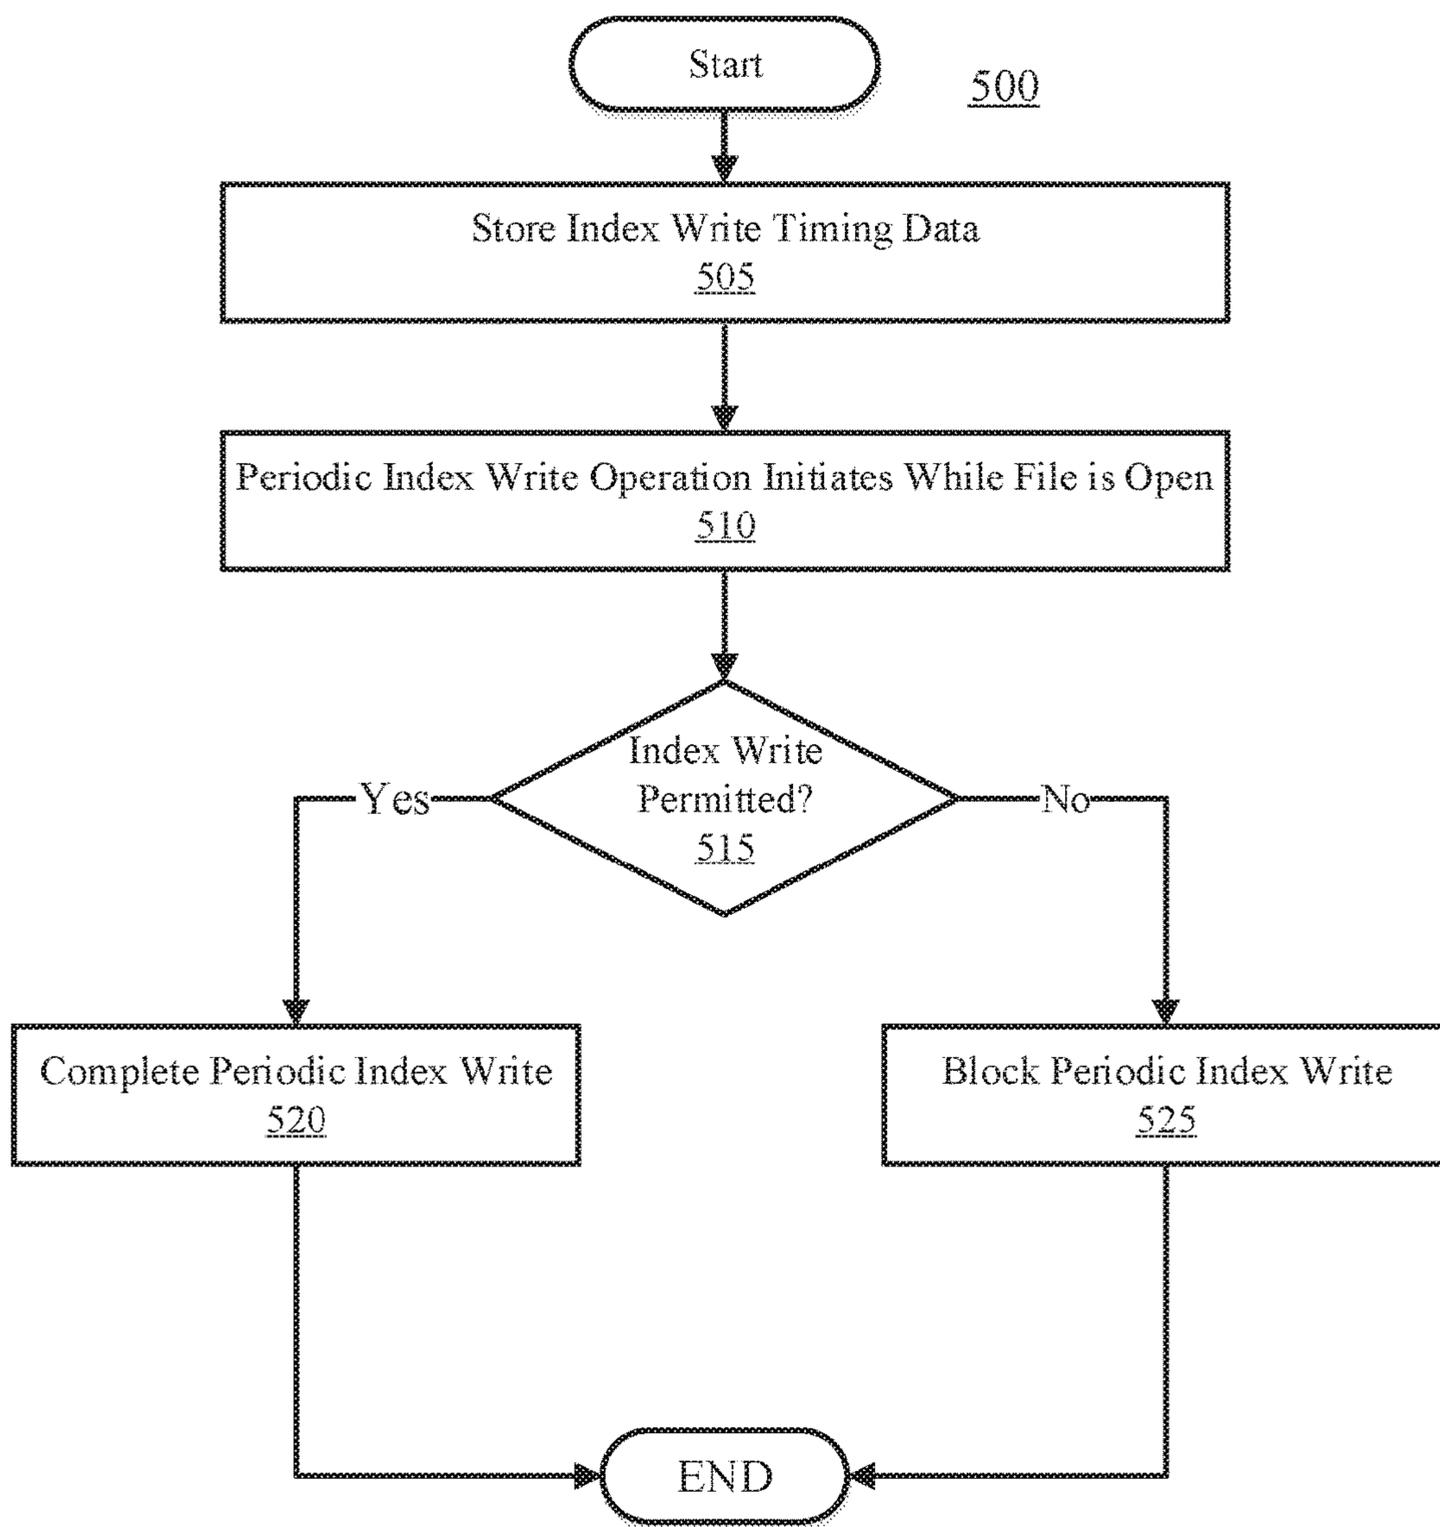 Start
500
Store Index Write Timing Data
505
Periodic Index Write Operation Initiates While File is Open
510
Index Write
Permitted?
515
Yes
No
Complete Periodic Index Write
520
Block Periodic Index Write
525
END